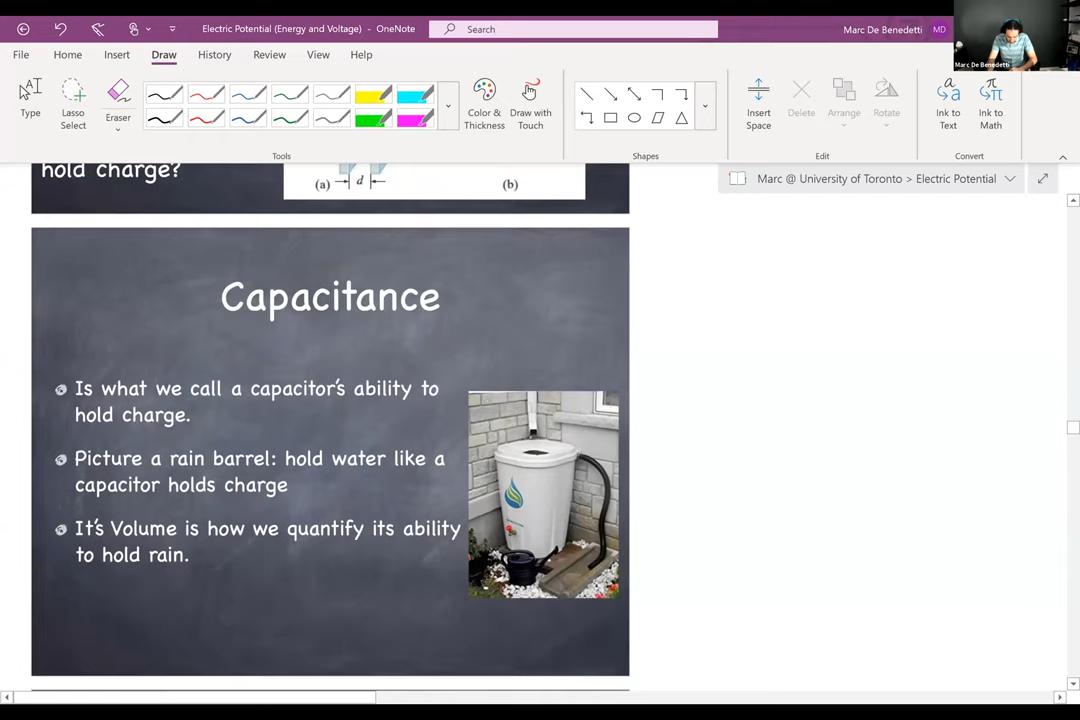 Electric Potential (Energy and Voltage) - OneNote
Search
Marc De Benedetti
MD
Marc De Benedetti
File
Home
Insert
Draw
History
Review
View
Help
Type
Lasso
Select
Eraser
Color &
Thickness
Draw with
Touch
Insert
Space
Delete
Arrange
Rotate
Ink to
Text
Ink to
Math
Tools
Shapes
Edit
Convert
Marc @ University of Toronto > Electric Potential
hold charge?
(a)
d
(b)
Capacitance
Is what we call a capacitor's ability to
hold charge.
Picture a rain barrel: hold water like a
capacitor holds charge
It's Volume is how we quantify its ability
to hold rain.